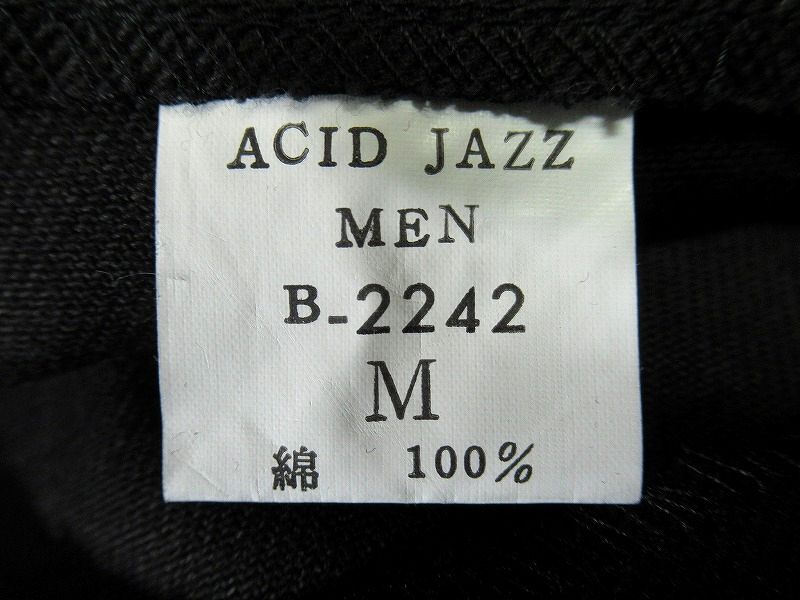 ACID JAZZ
MEN
B-2242
M
綿 100%